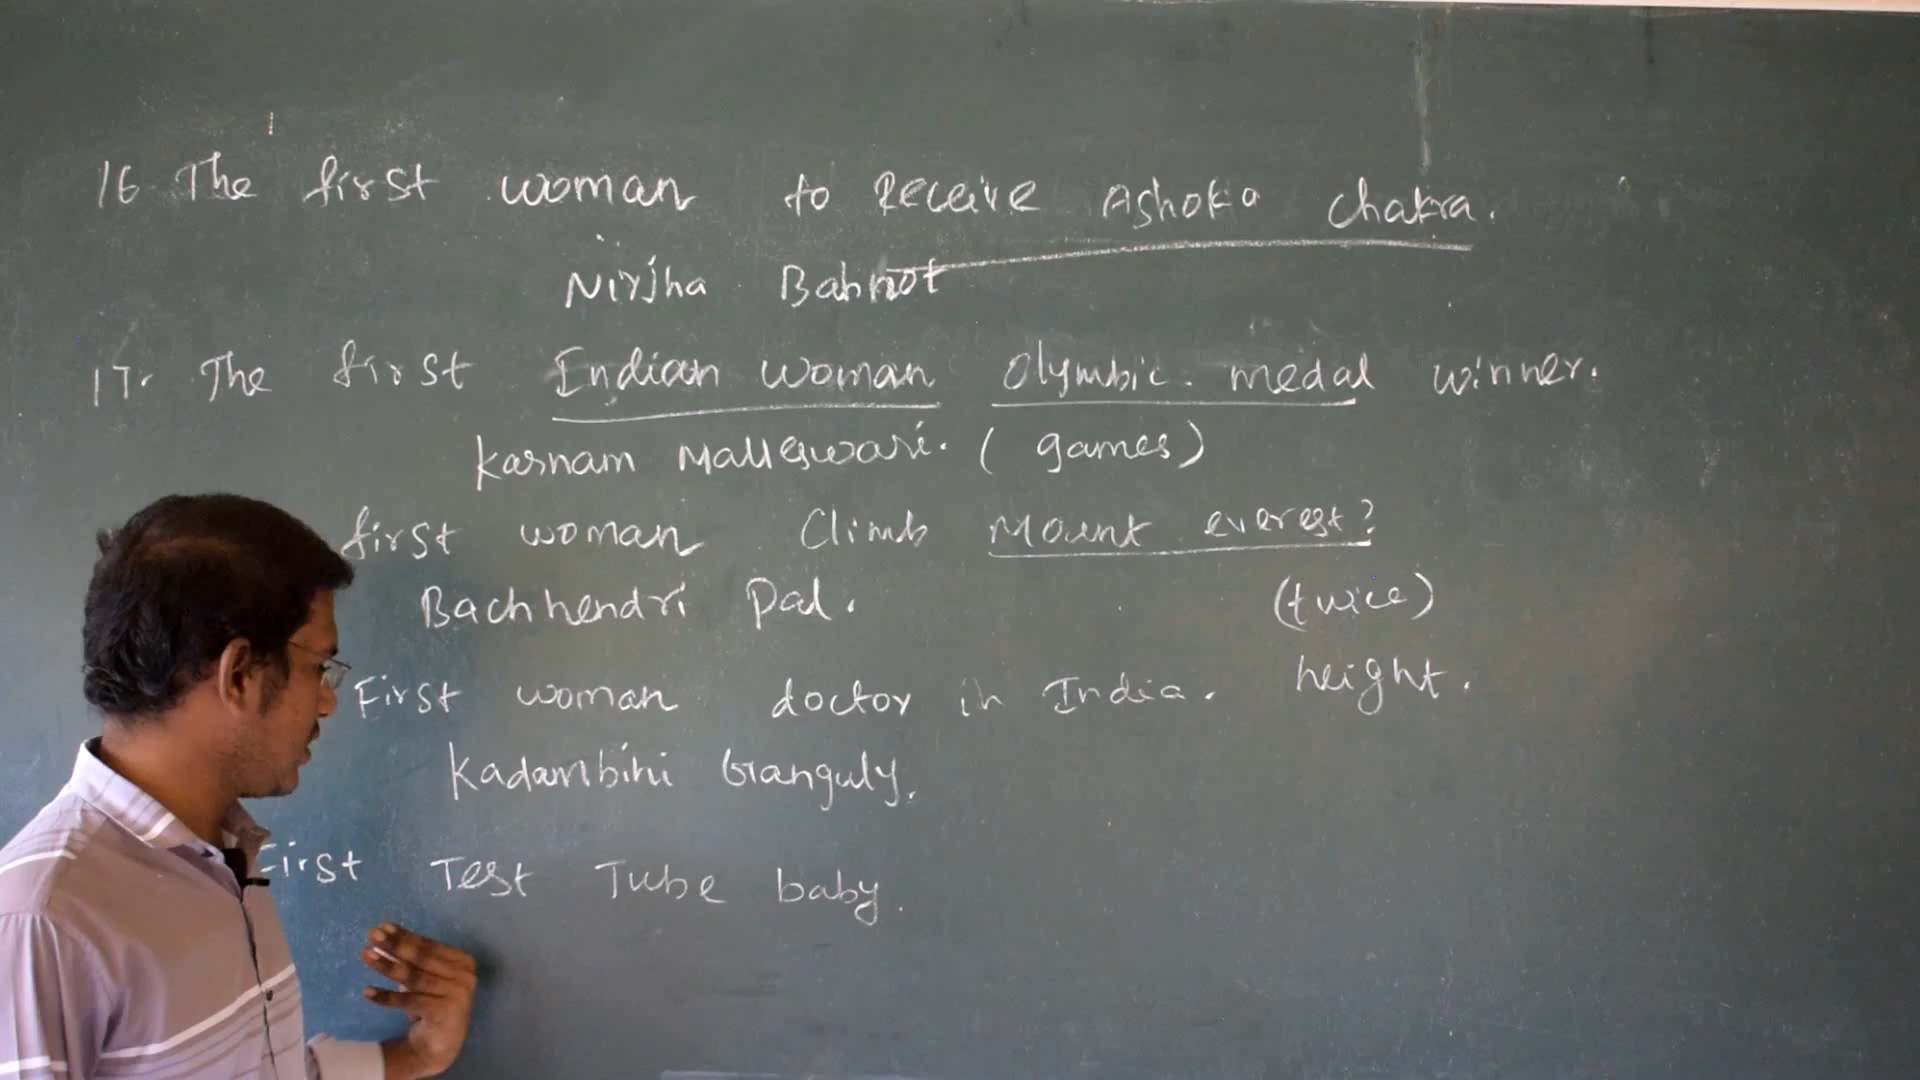 16. The first woman to Receive Ashoka chakra.
Nirjha Bahnot
17. The first Indian woman Olymbic. medal winner.
Karnam Malleswari. (games)
first woman Climb Mount everest?
Bachhendri Pal. (twice)
First woman doctor in India. height.
Kadambini Ganguly.
First Test Tube baby.